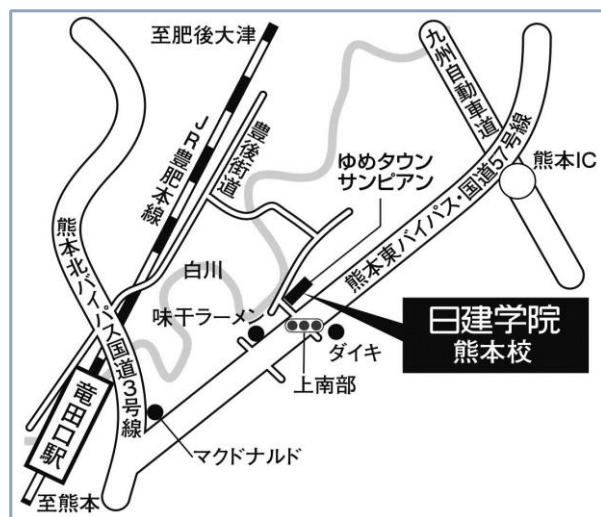 至肥後大津
JR豊肥本線
豊後街道
九州自動車道
熊本東バイパス・国道57号線
熊本IC
ゆめタウン
サンピアン
熊本北バイパス国道3号線
白川
味千ラーメン
日建学院
熊本校
ダイキ
上南部
竜田口駅
マクドナルド
至熊本